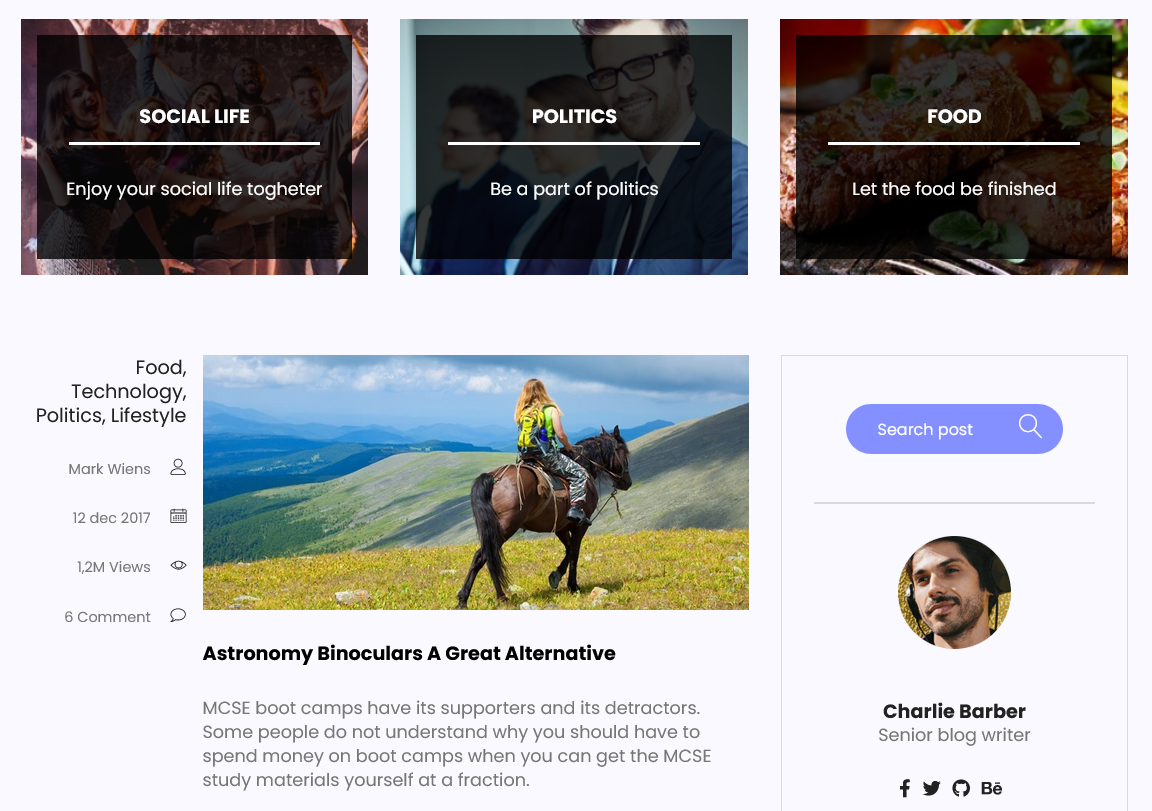 SOCIAL LIFE
Enjoy your social life togheter
POLITICS
Be a part of politics
FOOD
Let the food be finished
Food,
Technology,
Politics, Lifestyle
Mark Wiens
12 dec 2017
1,2M Views
6 Comment
Astronomy Binoculars A Great Alternative
MCSE boot camps have its supporters and its detractors.
Some people do not understand why you should have to
spend money on boot camps when you can get the MCSE
study materials yourself at a fraction.
Search post
Charlie Barber
Senior blog writer
Bē